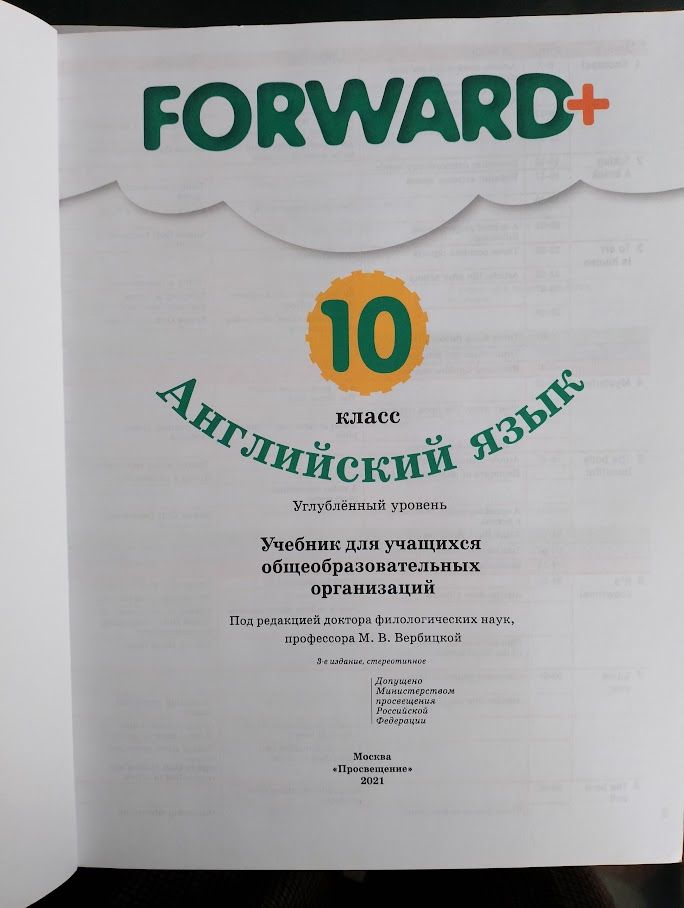 FORWARD+
10
класс
Английский язык
Углублённый уровень
Учебник для учащихся
общеобразовательных
организаций
Под редакцией доктора филологических наук,
профессора М. В. Вербицкой
3-е издание, стереотипное
Допущено
Министерством
просвещения
Российской
Федерации
Москва
«Просвещение»
2021